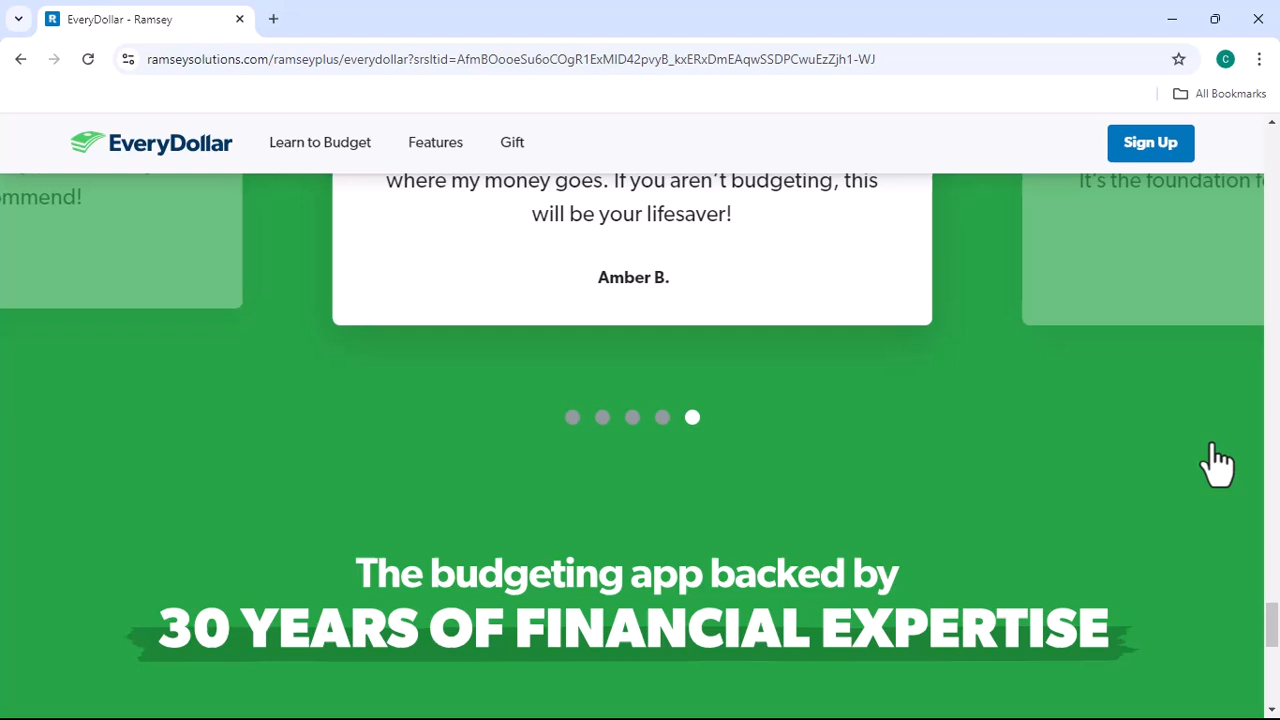 EveryDollar - Ramsey
ramseysolutions.com/ramseyplus/everydollar?srsltid=AfmBOooeSu6oCOgR1ExMID42pvyB_kxERxDmEAqwSSDPCwuEzZjh1-WJ
C
All Bookmarks
EveryDollar
Learn to Budget
Features
Gift
Sign Up
ommend!
where my money goes. If you aren't budgeting, this
will be your lifesaver!
Amber B.
It's the foundation fo
The budgeting app backed by
30 YEARS OF FINANCIAL EXPERTISE